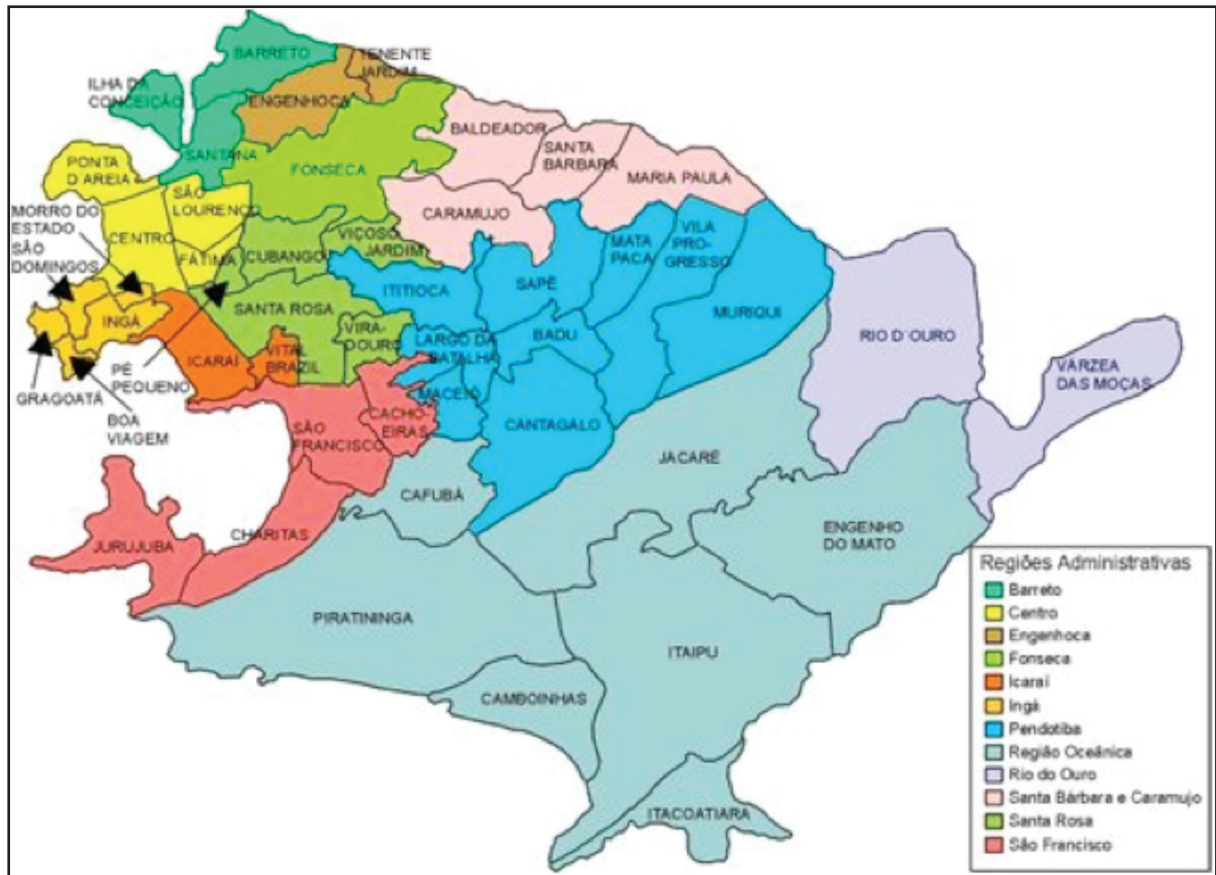 BARRETO
TENENTE
JARDIM
ILHA DA
CONCEIÇÃO
ENGENHOCA
BALDEADOR
SANTANA
SANTA
BÁRBARA
PONTA
D'AREIA
FONSECA
MARIA PAULA
SÃO
LOURENÇO
MORRO DO
ESTADO
CARAMUJO
SÃO
DOMINGOS
CENTRO
VIÇOSO
JARDIM
MATA
PACA
VILA
PRO-
GRESSO
FÁTIMA
CUBANGO
ITITIOCA
SAPÊ
SANTA ROSA
MURIQUI
INGÁ
BADU
RIO D'OURO
VIRA-
DOURO
LARGO DA
BATALHA
ICARAÍ
VITAL
BRAZIL
VÁRZEA
DAS MOÇAS
PÉ
PEQUENO
GRAGOATÁ
MACEIÓ
BOA
VIAGEM
CACHO-
EIRAS
SÃO
FRANCISCO
CANTAGALO
JACARÉ
CAFUBÁ
ENGENHO
DO MATO
CHARITAS
JURUJUBA
PIRATININGA
ITAIPU
CAMBOINHAS
ITACOATIARA
Regiões Administrativas
Barreto
Centro
Engenhoca
Fonseca
Icaraí
Ingá
Pendotiba
Região Oceânica
Rio do Ouro
Santa Bárbara e Caramujo
Santa Rosa
São Francisco